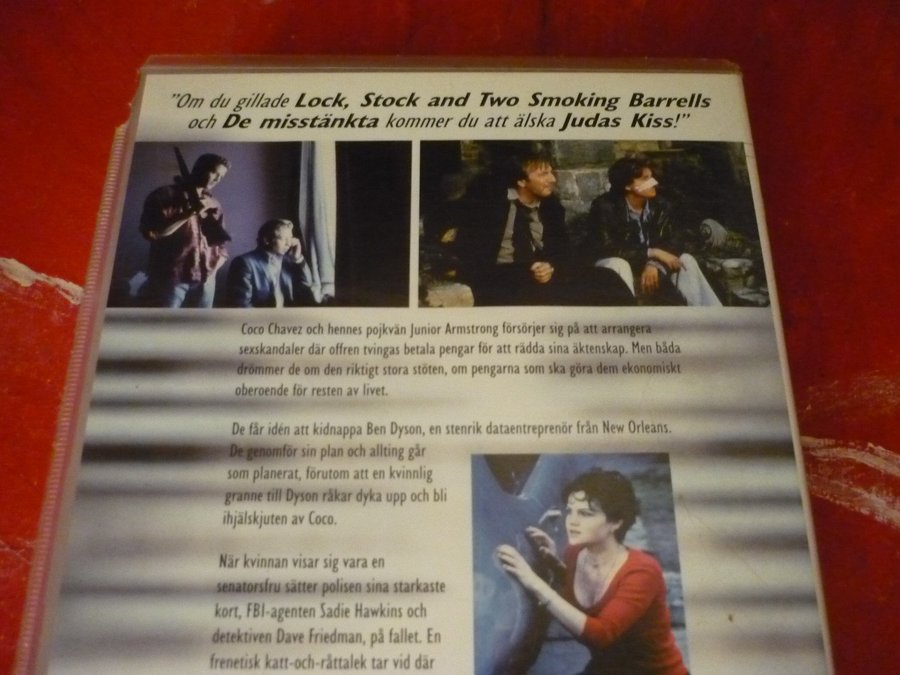 "Om du gillade Lock, Stock and Two Smoking Barrells
och De misstänkta kommer du att älska Judas Kiss!"
Coco Chavez och hennes pojkvän Junior Armstrong försörjer sig på att arrangera
sexskandaler där offren tvingas betala pengar för att rädda sina äktenskap. Men båda
drömmer de om den riktigt stora stöten, om pengarna som ska göra dem ekonomiskt
oberoende för resten av livet.
De får idén att kidnappa Ben Dyson, en stenrik dataentreprenör från New Orleans.
De genomför sin plan och allting går
som planerat, förutom att en kvinnlig
granne till Dyson råkar dyka upp och bli
ihjälskjuten av Coco.
När kvinnan visar sig vara en
senatorsfru sätter polisen sina starkaste
kort, FBI-agenten Sadie Hawkins och
detektiven Dave Friedman, på fallet. En
frenetisk katt-och-råttalek tar vid där